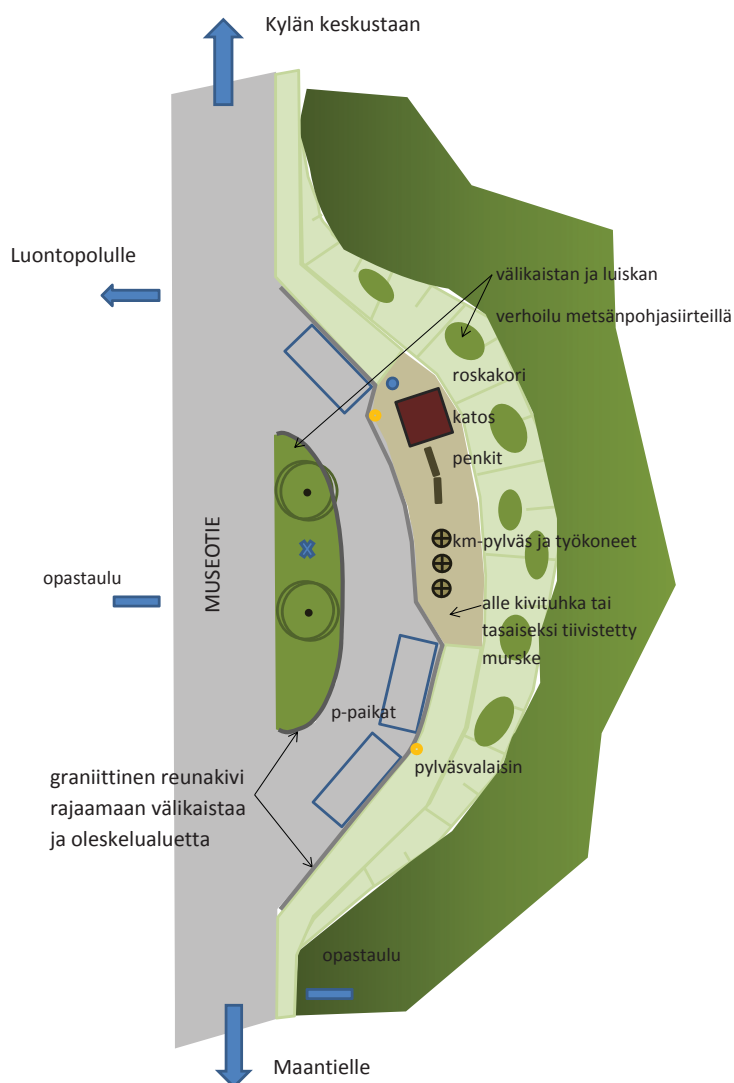 Kylän keskustaan
Luontopolulle
välikaistan ja luiskan
verhoilu metsänpohjasiirteillä
roskakori
katos
penkit
MUSEOTIE
km-pylväs ja työkoneet
opastaulu
alle kivituhka tai
tasaiseksi tiivistetty
murske
p-paikat
pylväsvalaisin
graniittinen reunakivi
rajaamaan välikaistaa
ja oleskelualuetta
opastaulu
Maantielle